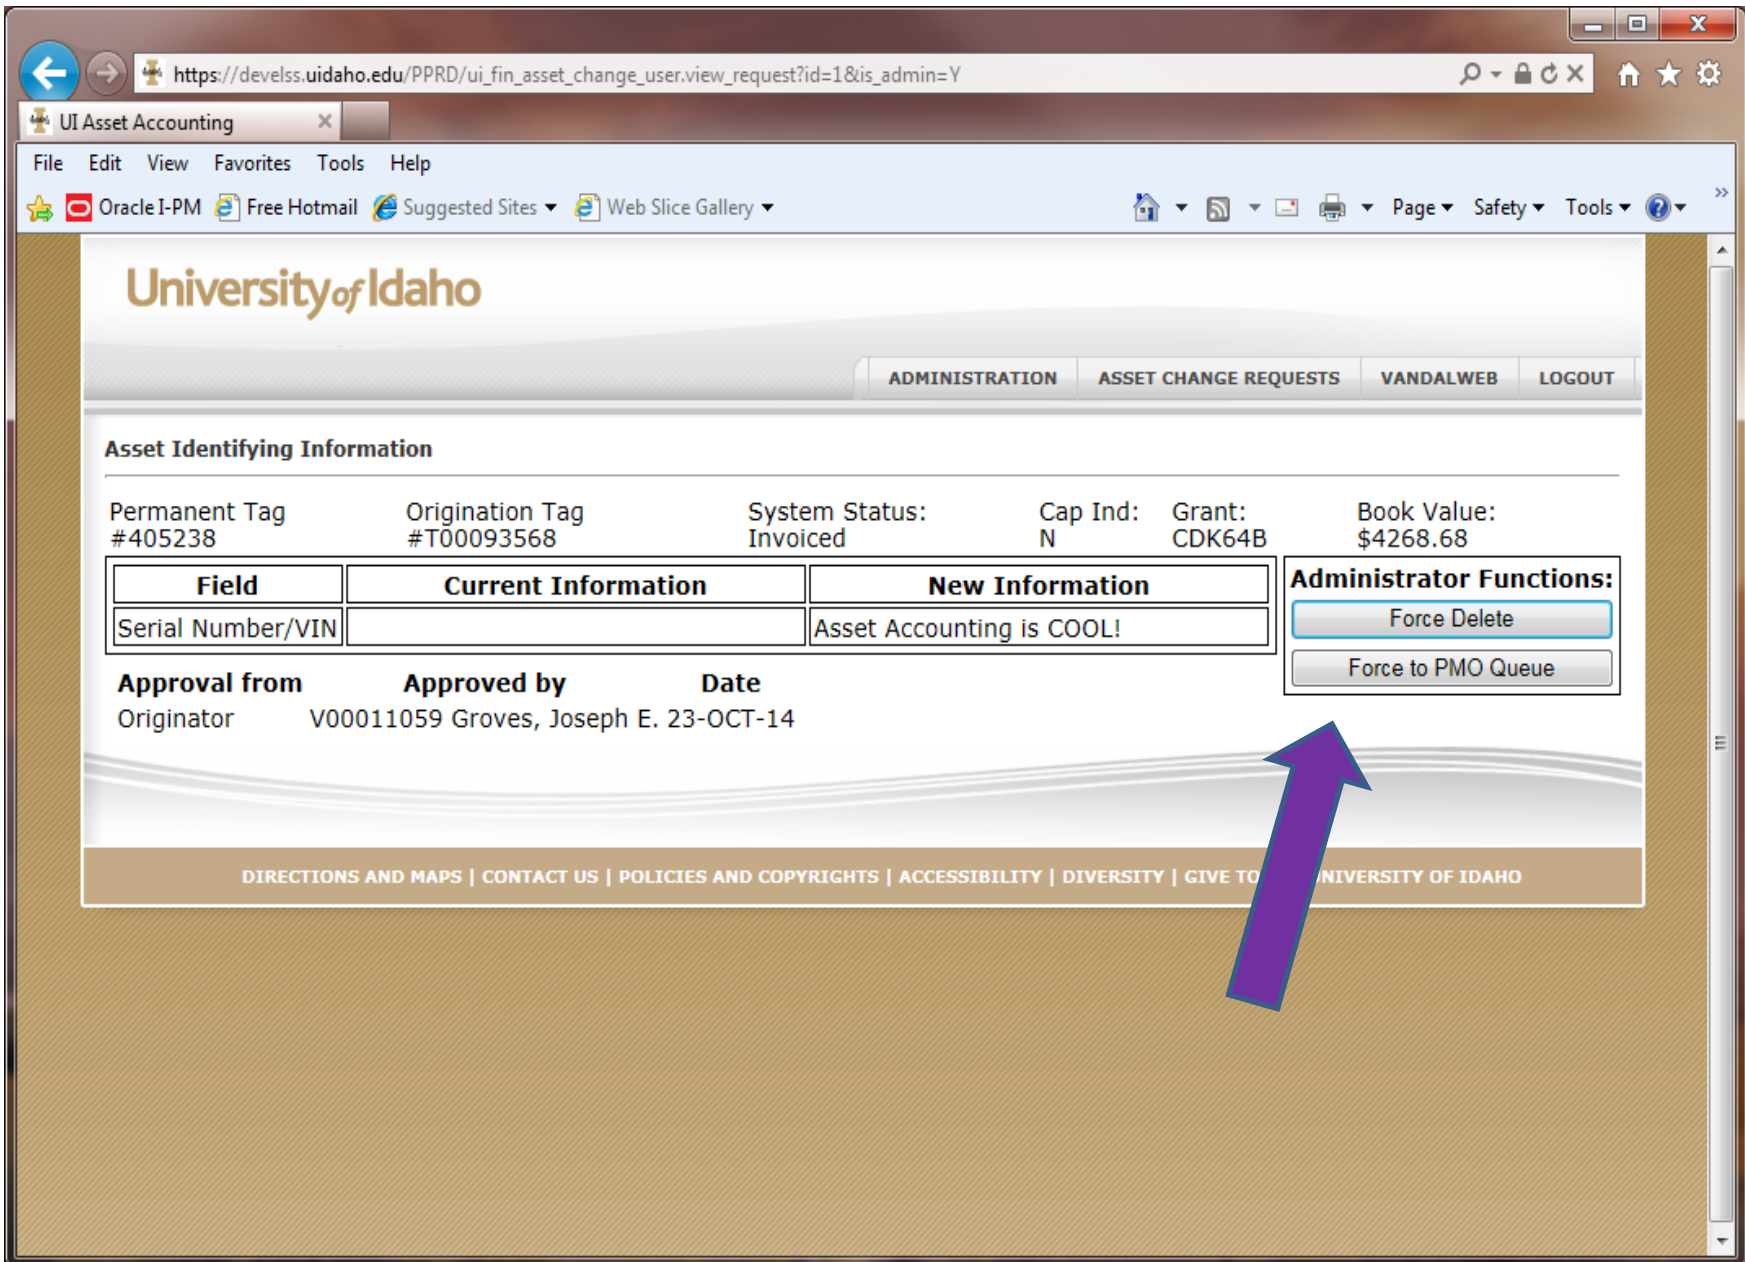 https://develss.uidaho.edu/PPRD/ui_fin_asset_change_user.view_request?id=1&is_admin=Y
UI Asset Accounting
File Edit View Favorites Tools Help
Oracle I-PM Free Hotmail Suggested Sites Web Slice Gallery Page Safety Tools
University of Idaho
ADMINISTRATION ASSET CHANGE REQUESTS VANDALWEB LOGOUT
Asset Identifying Information
Permanent Tag Origination Tag System Status: Cap Ind: Grant: Book Value:
#405238 #T00093568 Invoiced N CDK64B $4268.68
Field Current Information New Information Administrator Functions:
Serial Number/VIN Asset Accounting is COOL! Force Delete
Force to PMO Queue
Approval from Approved by Date
Originator V00011059 Groves, Joseph E. 23-OCT-14
DIRECTIONS AND MAPS | CONTACT US | POLICIES AND COPYRIGHTS | ACCESSIBILITY | DIVERSITY | GIVE TO UNIVERSITY OF IDAHO